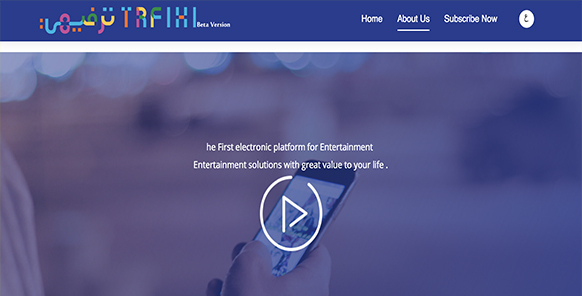 ترفيهي: TRFIHI Beta Version
Home About Us Subscribe Now ع
he First electronic platform for Entertainment
Entertainment solutions with great value to your life .